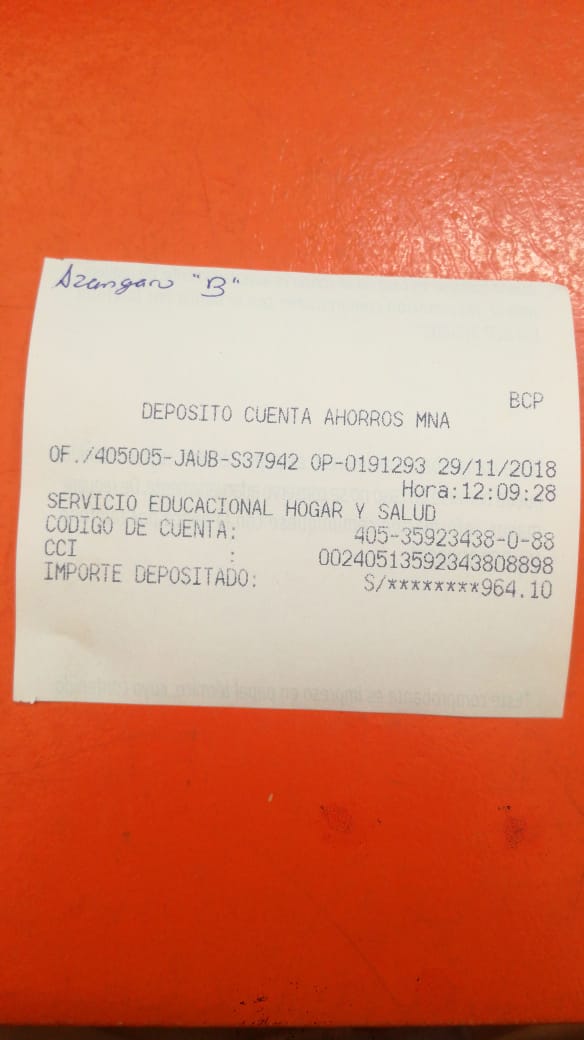 Azangaro "B"
BCP
DEPOSITO CUENTA AHORROS MNA
OF./405005-JAUB-S37942 OP-0191293 29/11/2018
Hora:12:09:28
SERVICIO EDUCACIONAL HOGAR Y SALUD
CODIGO DE CUENTA: 405-35923438-0-88
CCI : 00240513592343808898
IMPORTE DEPOSITADO: S/********964.10